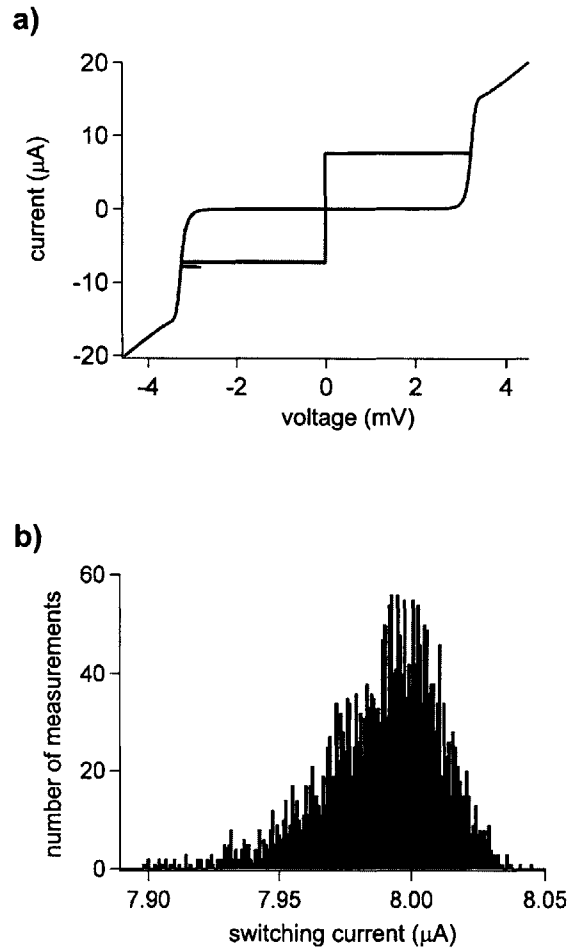 a)
20
10
0
-10
-20
current (μA)
-4 -2 0 2 4
voltage (mV)
b)
60
40
20
0
number of measurements
7.90 7.95 8.00 8.05
switching current (μA)